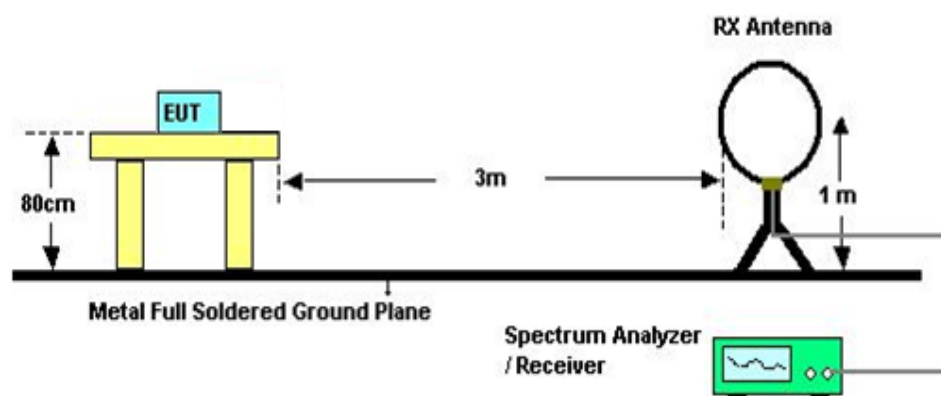 RX Antenna
EUT
80cm
3m
1 m
Metal Full Soldered Ground Plane
Spectrum Analyzer
/ Receiver